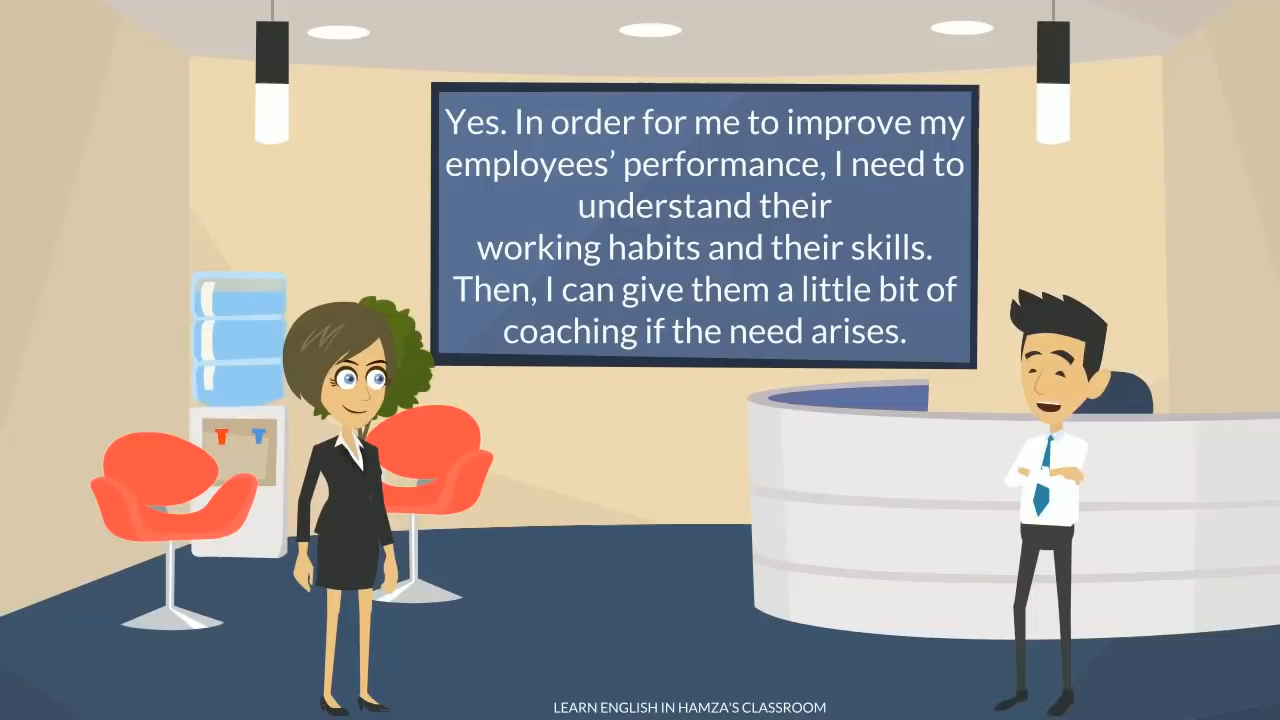 Yes. In order for me to improve my
employees’ performance, I need to
understand their
working habits and their skills.
Then, I can give them a little bit of
coaching if the need arises.
LEARN ENGLISH IN HAMZA'S CLASSROOM